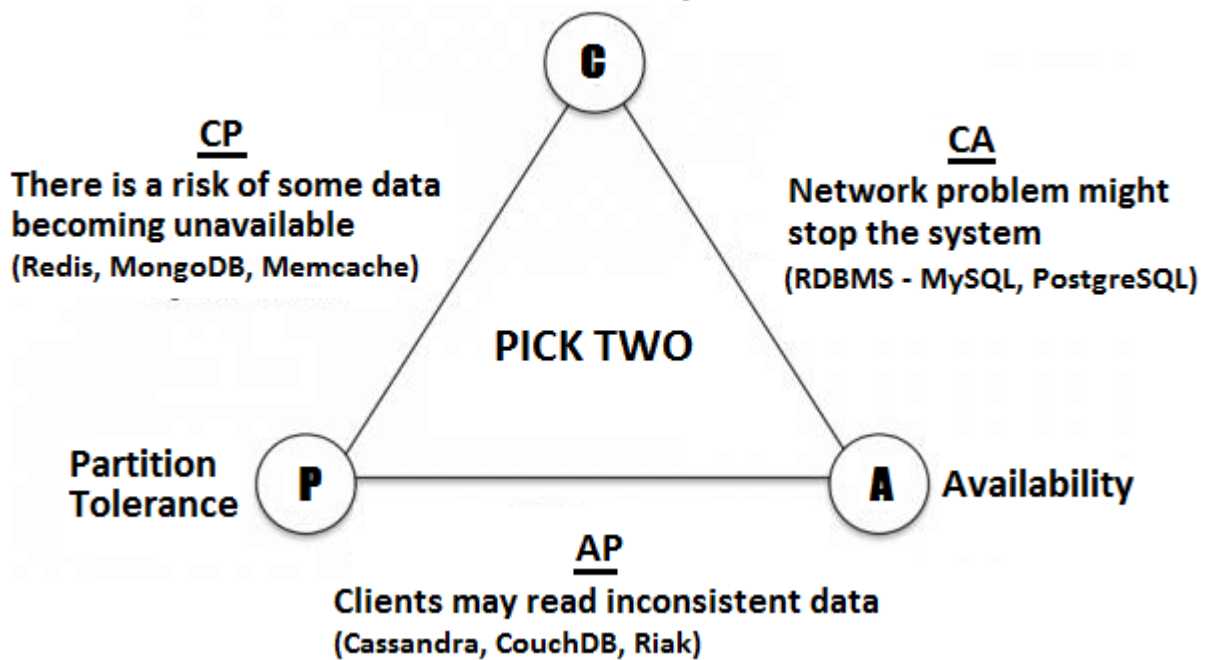 C
CP
There is a risk of some data
becoming unavailable
(Redis, MongoDB, Memcache)
CA
Network problem might
stop the system
(RDBMS - MySQL, PostgreSQL)
PICK TWO
Partition
Tolerance
P
A
Availability
AP
Clients may read inconsistent data
(Cassandra, CouchDB, Riak)